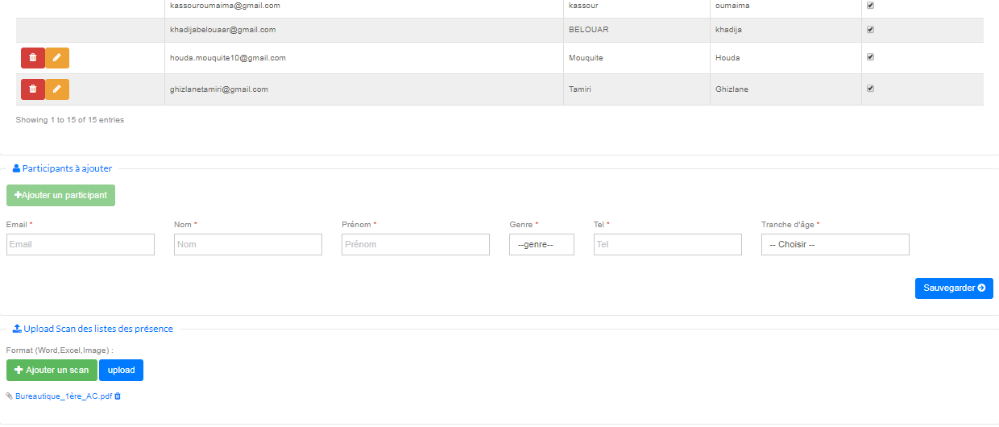 kassouroumaima@gmail.com kassour oumaima
khadijabelouaar@gmail.com BELOUAR khadija
houda.mouquite10@gmail.com Mouquite Houda
ghizlanetamiri@gmail.com Tamiri Ghizlane
Showing 1 to 15 of 15 entries
Participants à ajouter
+Ajouter un participant
Email * Nom * Prénom * Genre * Tel * Tranche d'âge *
Email Nom Prénom --genre-- Tel -- Choisir --
Sauvegarder
Upload Scan des listes des présence
Format (Word,Excel,Image) :
+ Ajouter un scan upload
Bureautique_1ère_AC.pdf